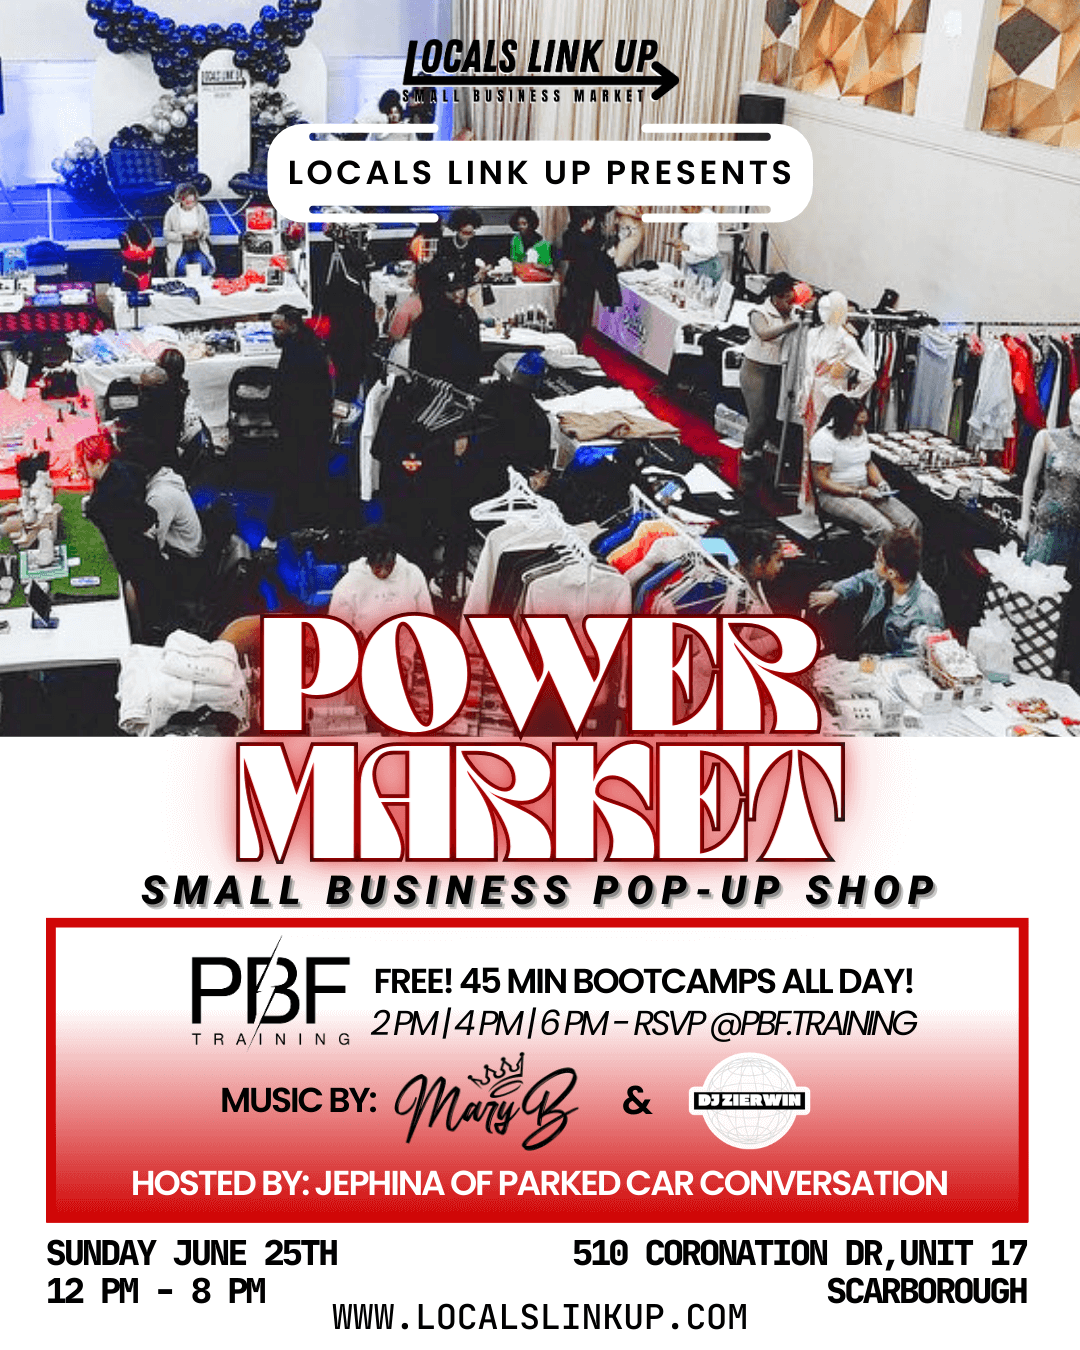 LOCALS LINK UP
SMALL BUSINESS MARKET
LOCALS LINK UP PRESENTS
POWER
MARKET
SMALL BUSINESS POP-UP SHOP
PBF
TRAINING
FREE! 45 MIN BOOTCAMPS ALL DAY!
2 PM | 4 PM | 6 PM - RSVP @PBF.TRAINING
MUSIC BY: Mary B & DJ ZIERWIN
HOSTED BY: JEPHINA OF PARKED CAR CONVERSATION
SUNDAY JUNE 25TH
12 PM - 8 PM
510 CORONATION DR, UNIT 17
SCARBOROUGH
WWW.LOCALSLINKUP.COM